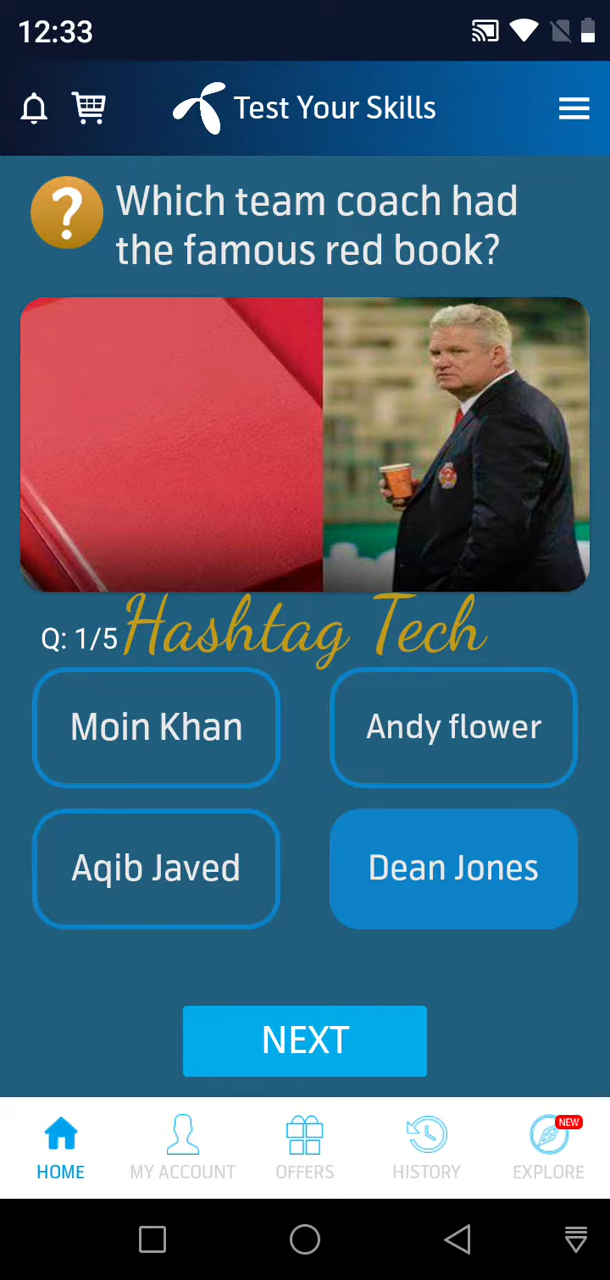 12:33
Test Your Skills
?
Which team coach had
the famous red book?
Q: 1/5
Hashtag Tech
Moin Khan
Andy flower
Aqib Javed
Dean Jones
NEXT
NEW
HOME
MY ACCOUNT
OFFERS
HISTORY
EXPLORE